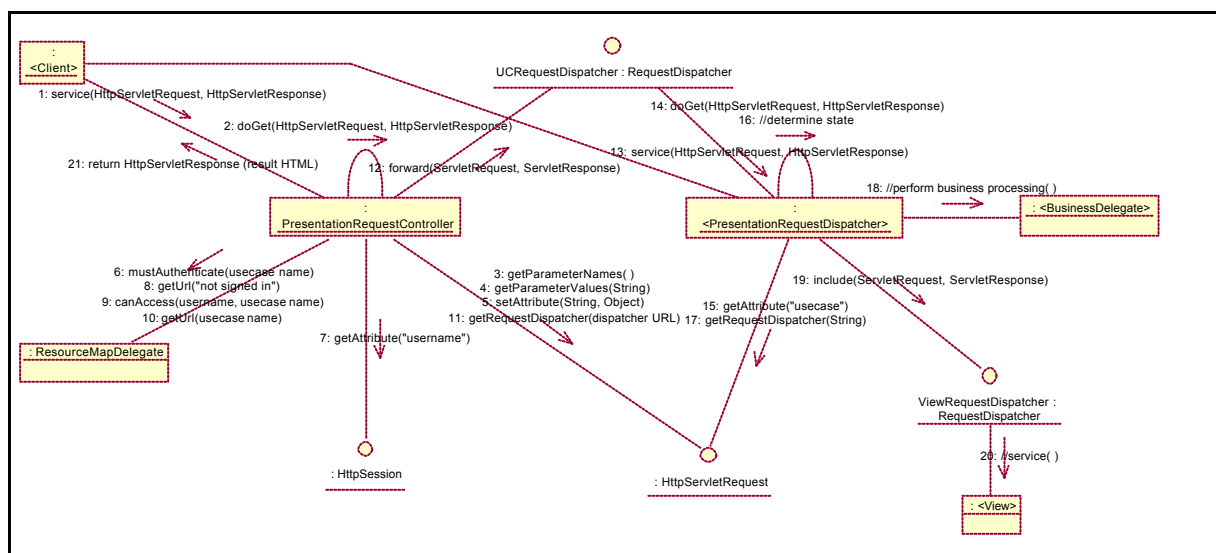 :
<Client>
UCRequestDispatcher : RequestDispatcher
1: service(HttpServletRequest, HttpServletResponse)
14: doGet(HttpServletRequest, HttpServletResponse)
16: //determine state
2: doGet(HttpServletRequest, HttpServletResponse)
13: service(HttpServletRequest, HttpServletResponse)
21: return HttpServletResponse (result HTML)
12: forward(ServletRequest, ServletResponse)
18: //perform business processing( )
:
PresentationRequestController
:
<PresentationRequestDispatcher>
: <BusinessDelegate>
6: mustAuthenticate(usecase name)
8: getUrl("not signed in")
9: canAccess(username, usecase name)
10: getUrl(usecase name)
3: getParameterNames( )
4: getParameterValues(String)
5: setAttribute(String, Object)
11: getRequestDispatcher(dispatcher URL)
19: include(ServletRequest, ServletResponse)
15: getAttribute("usecase")
17: getRequestDispatcher(String)
7: getAttribute("username")
: ResourceMapDelegate
ViewRequestDispatcher :
RequestDispatcher
20: //service( )
: HttpSession
: HttpServletRequest
: <View>